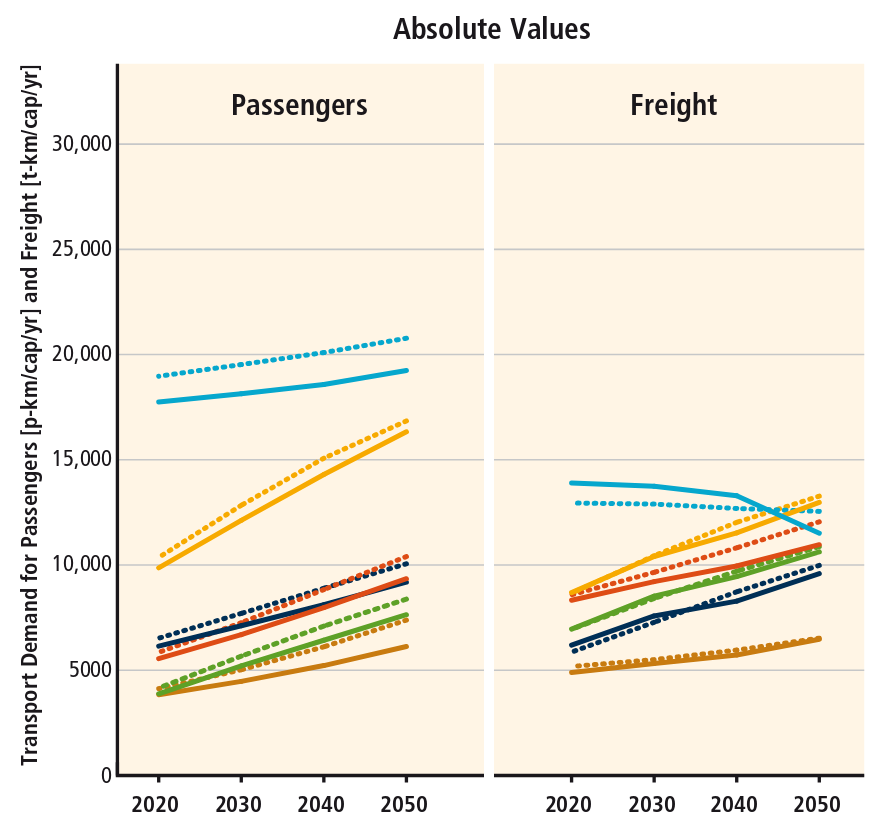 Absolute Values
Transport Demand for Passengers [p-km/cap/yr] and Freight [t-km/cap/yr]
Passengers
Freight
30,000
25,000
20,000
15,000
10,000
5000
0
2020 2030 2040 2050
2020 2030 2040 2050